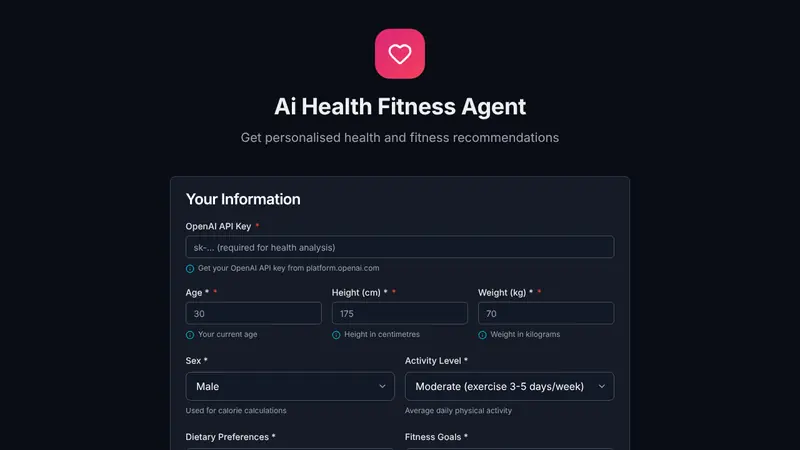 Ai Health Fitness Agent
Get personalised health and fitness recommendations
Your Information
OpenAI API Key *
sk-... (required for health analysis)
Get your OpenAI API key from platform.openai.com
Age * * Height (cm) * * Weight (kg) * *
30 175 70
Your current age Height in centimetres Weight in kilograms
Sex * Activity Level *
Male Moderate (exercise 3-5 days/week)
Used for calorie calculations Average daily physical activity
Dietary Preferences * Fitness Goals *